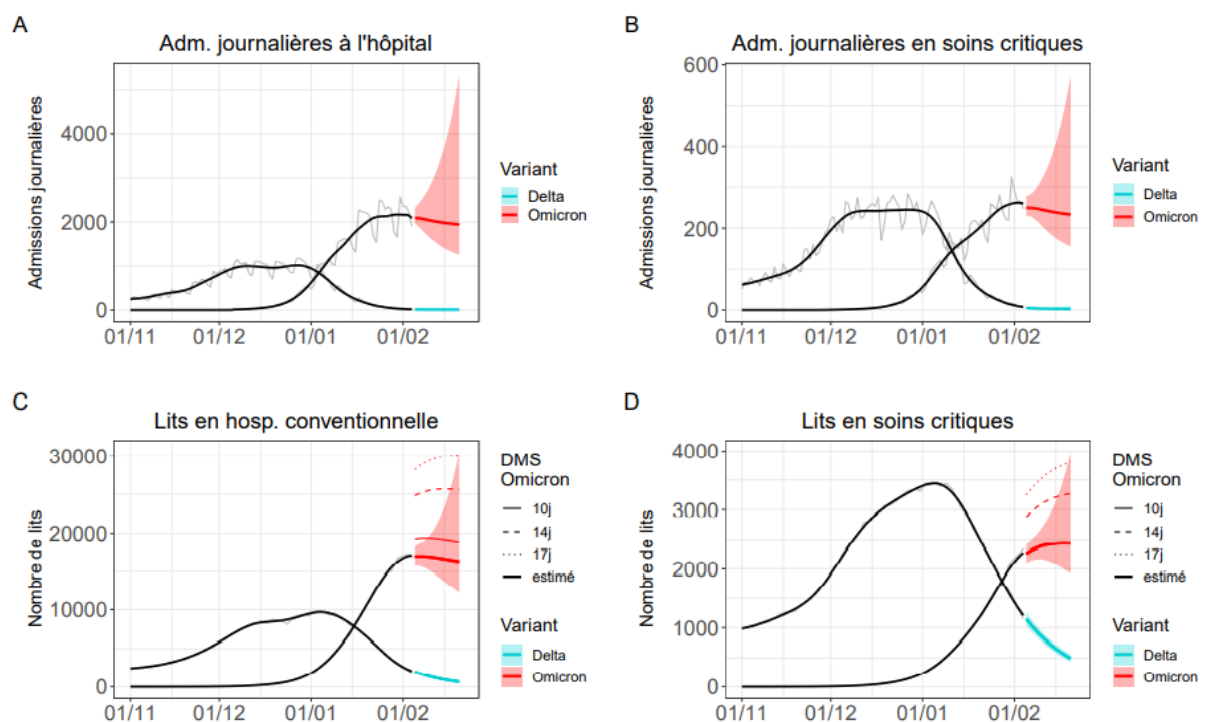 A
Adm. journalières à l'hôpital
Admissions journalières
4000
2000
0
01/11 01/12 01/01 01/02
Variant
Delta
Omicron
B
Adm. journalières en soins critiques
Admissions journalières
600
400
200
0
01/11 01/12 01/01 01/02
Variant
Delta
Omicron
C
Lits en hosp. conventionnelle
Nombre de lits
30000
20000
10000
0
01/11 01/12 01/01 01/02
DMS
Omicron
10j
14j
17j
estimé
Variant
Delta
Omicron
D
Lits en soins critiques
Nombre de lits
4000
3000
2000
1000
0
01/11 01/12 01/01 01/02
DMS
Omicron
10j
14j
17j
estimé
Variant
Delta
Omicron